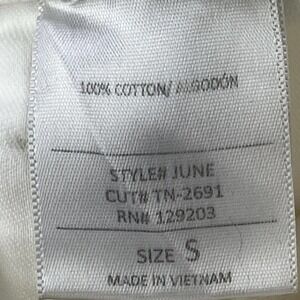 100% COTTON/ ALGODÓN
STYLE# JUNE
CUT# TN-2691
RN# 129203
SIZE S
MADE IN VIETNAM